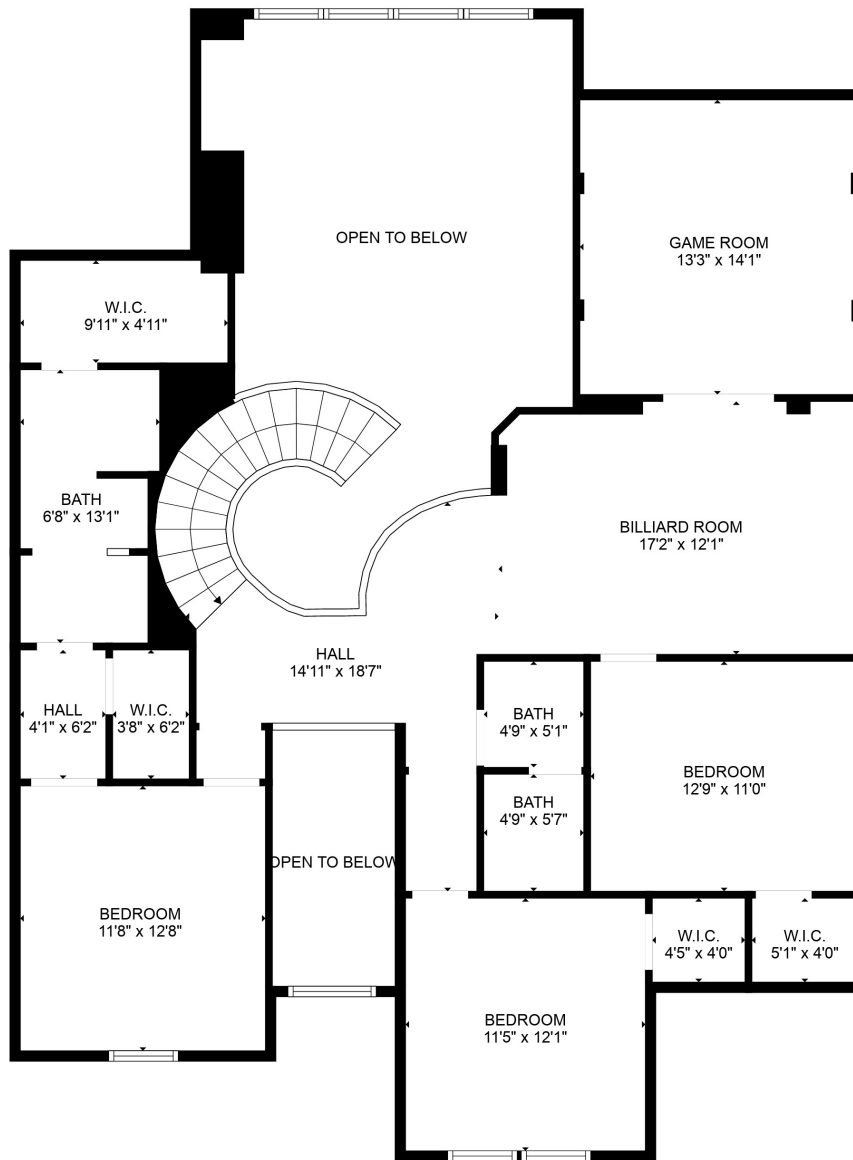 OPEN TO BELOW
GAME ROOM
13'3" x 14'1"
W.I.C.
9'11" x 4'11"
BATH
6'8" x 13'1"
BILLIARD ROOM
17'2" x 12'1"
HALL
14'11" x 18'7"
HALL
4'1" x 6'2"
W.I.C.
3'8" x 6'2"
BATH
4'9" x 5'1"
BEDROOM
12'9" x 11'0"
BATH
4'9" x 5'7"
OPEN TO BELOW
BEDROOM
11'8" x 12'8"
W.I.C.
4'5" x 4'0"
W.I.C.
5'1" x 4'0"
BEDROOM
11'5" x 12'1"